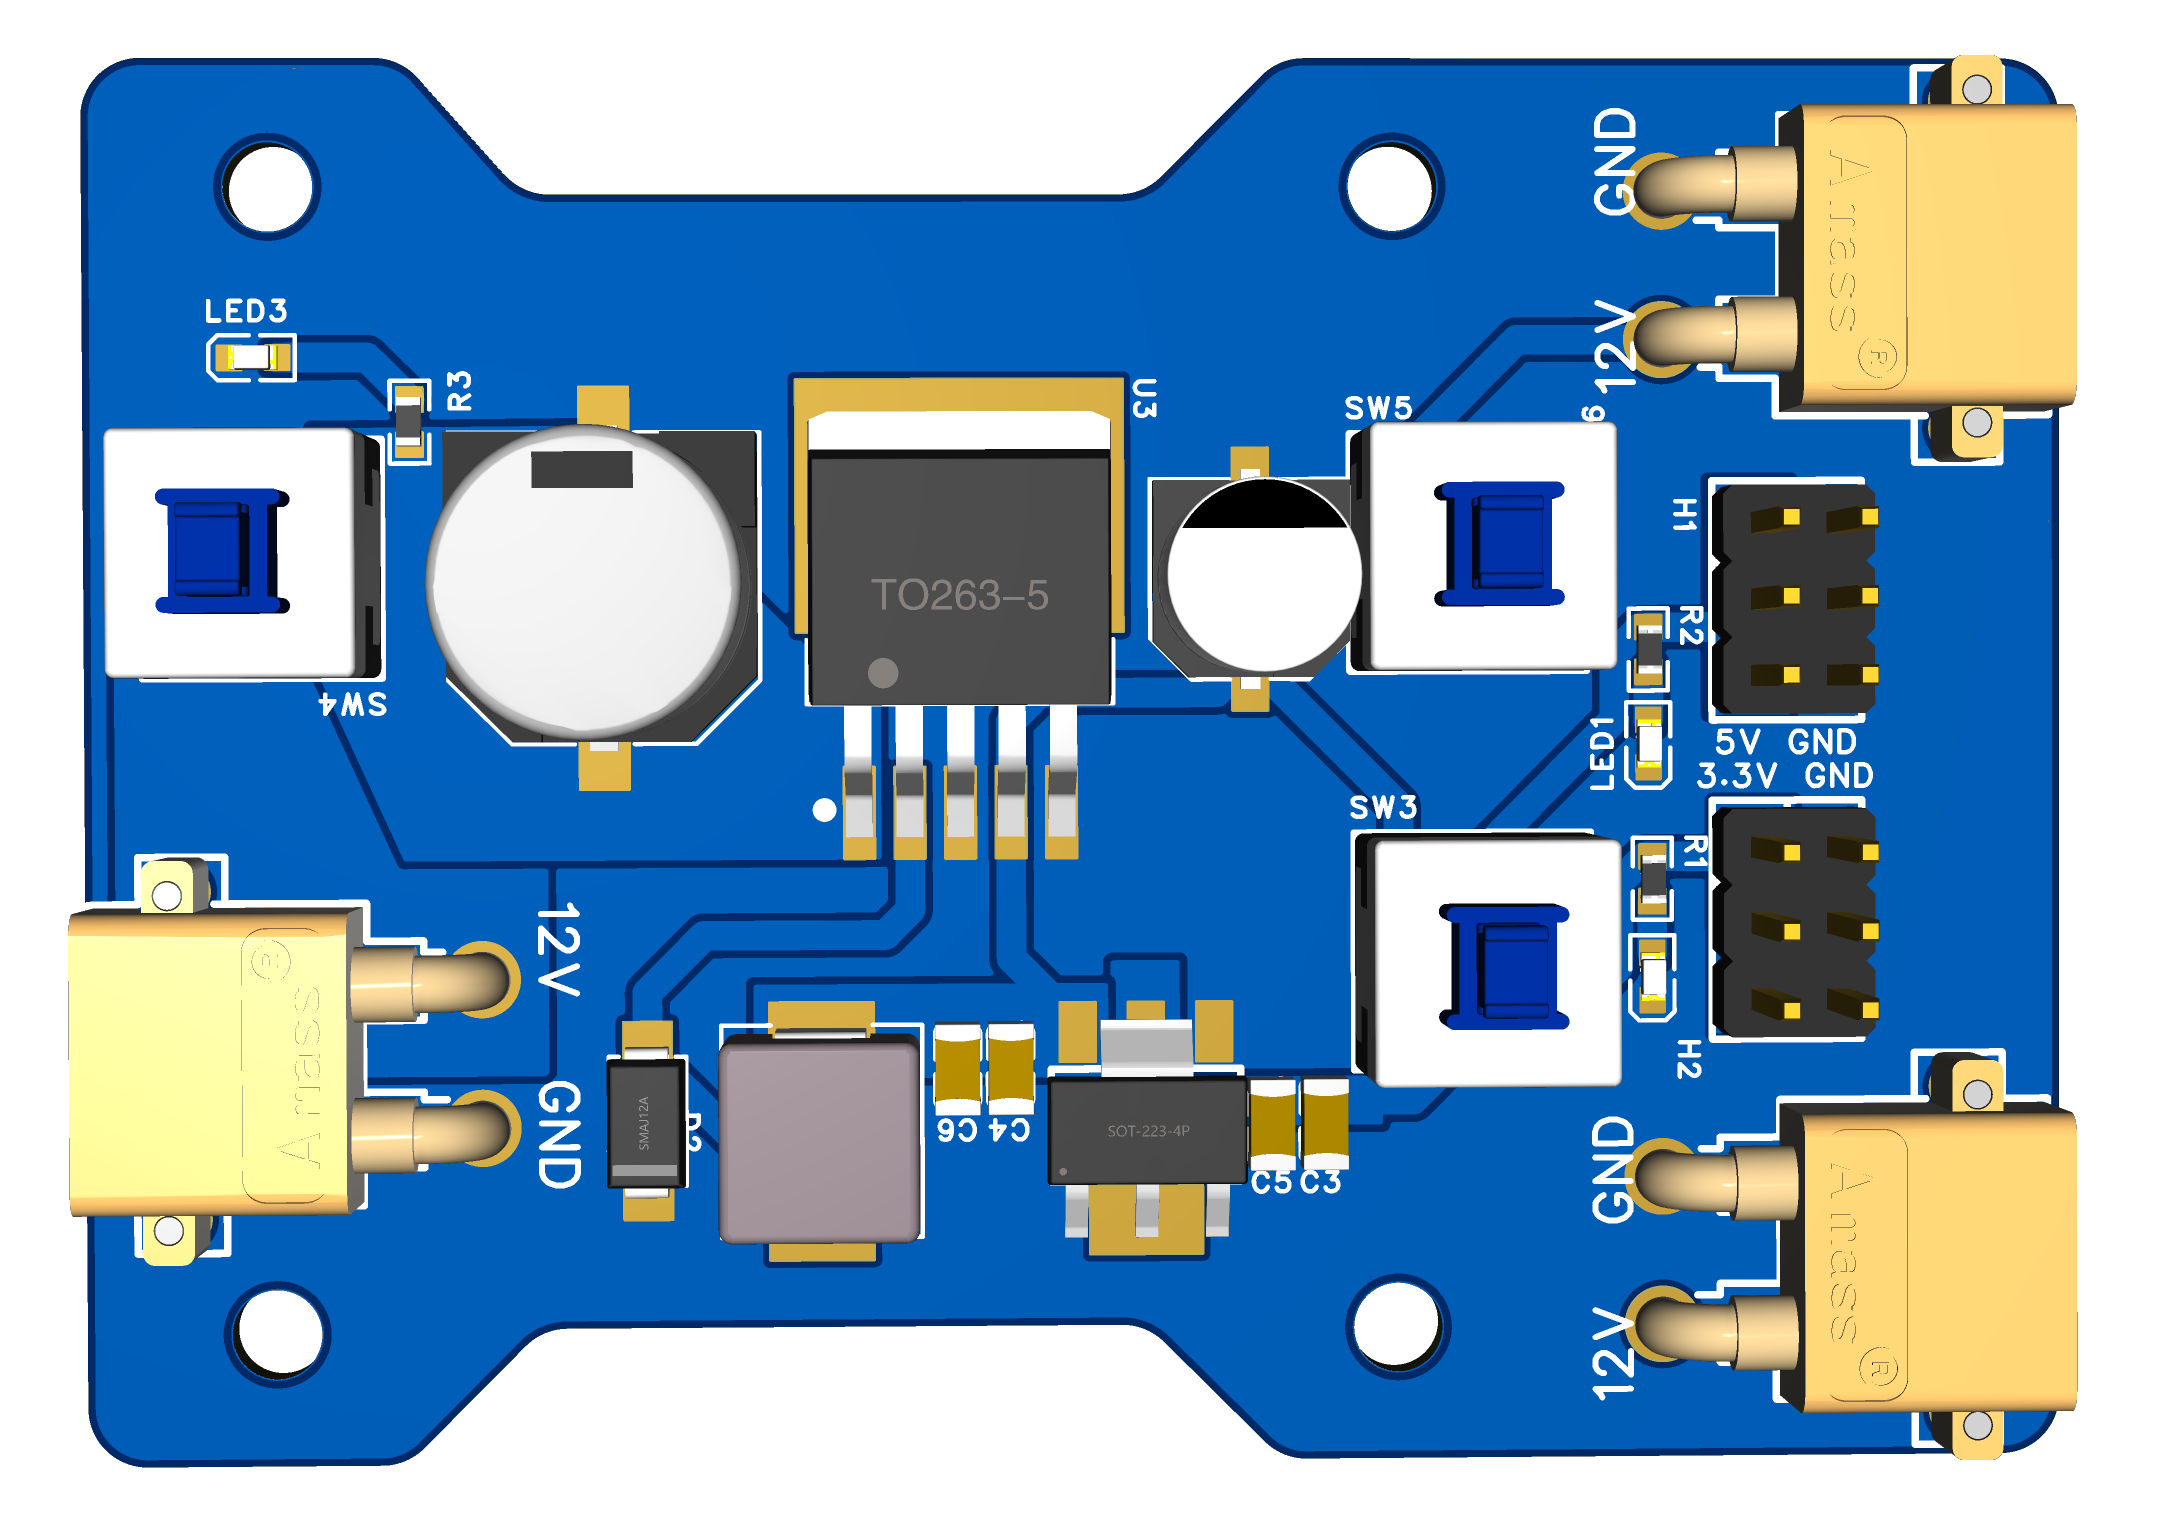 GND
Amass
®
12V
LED3
R3
U3
SW5
6
H1
TO263-5
R2
SW4
LED1
5V GND
3.3V GND
SW3
R1
12V
Amass
®
GND
SMAJ12A
C6
C4
SOT-223-4P
C5
C3
H2
GND
Amass
®
12V